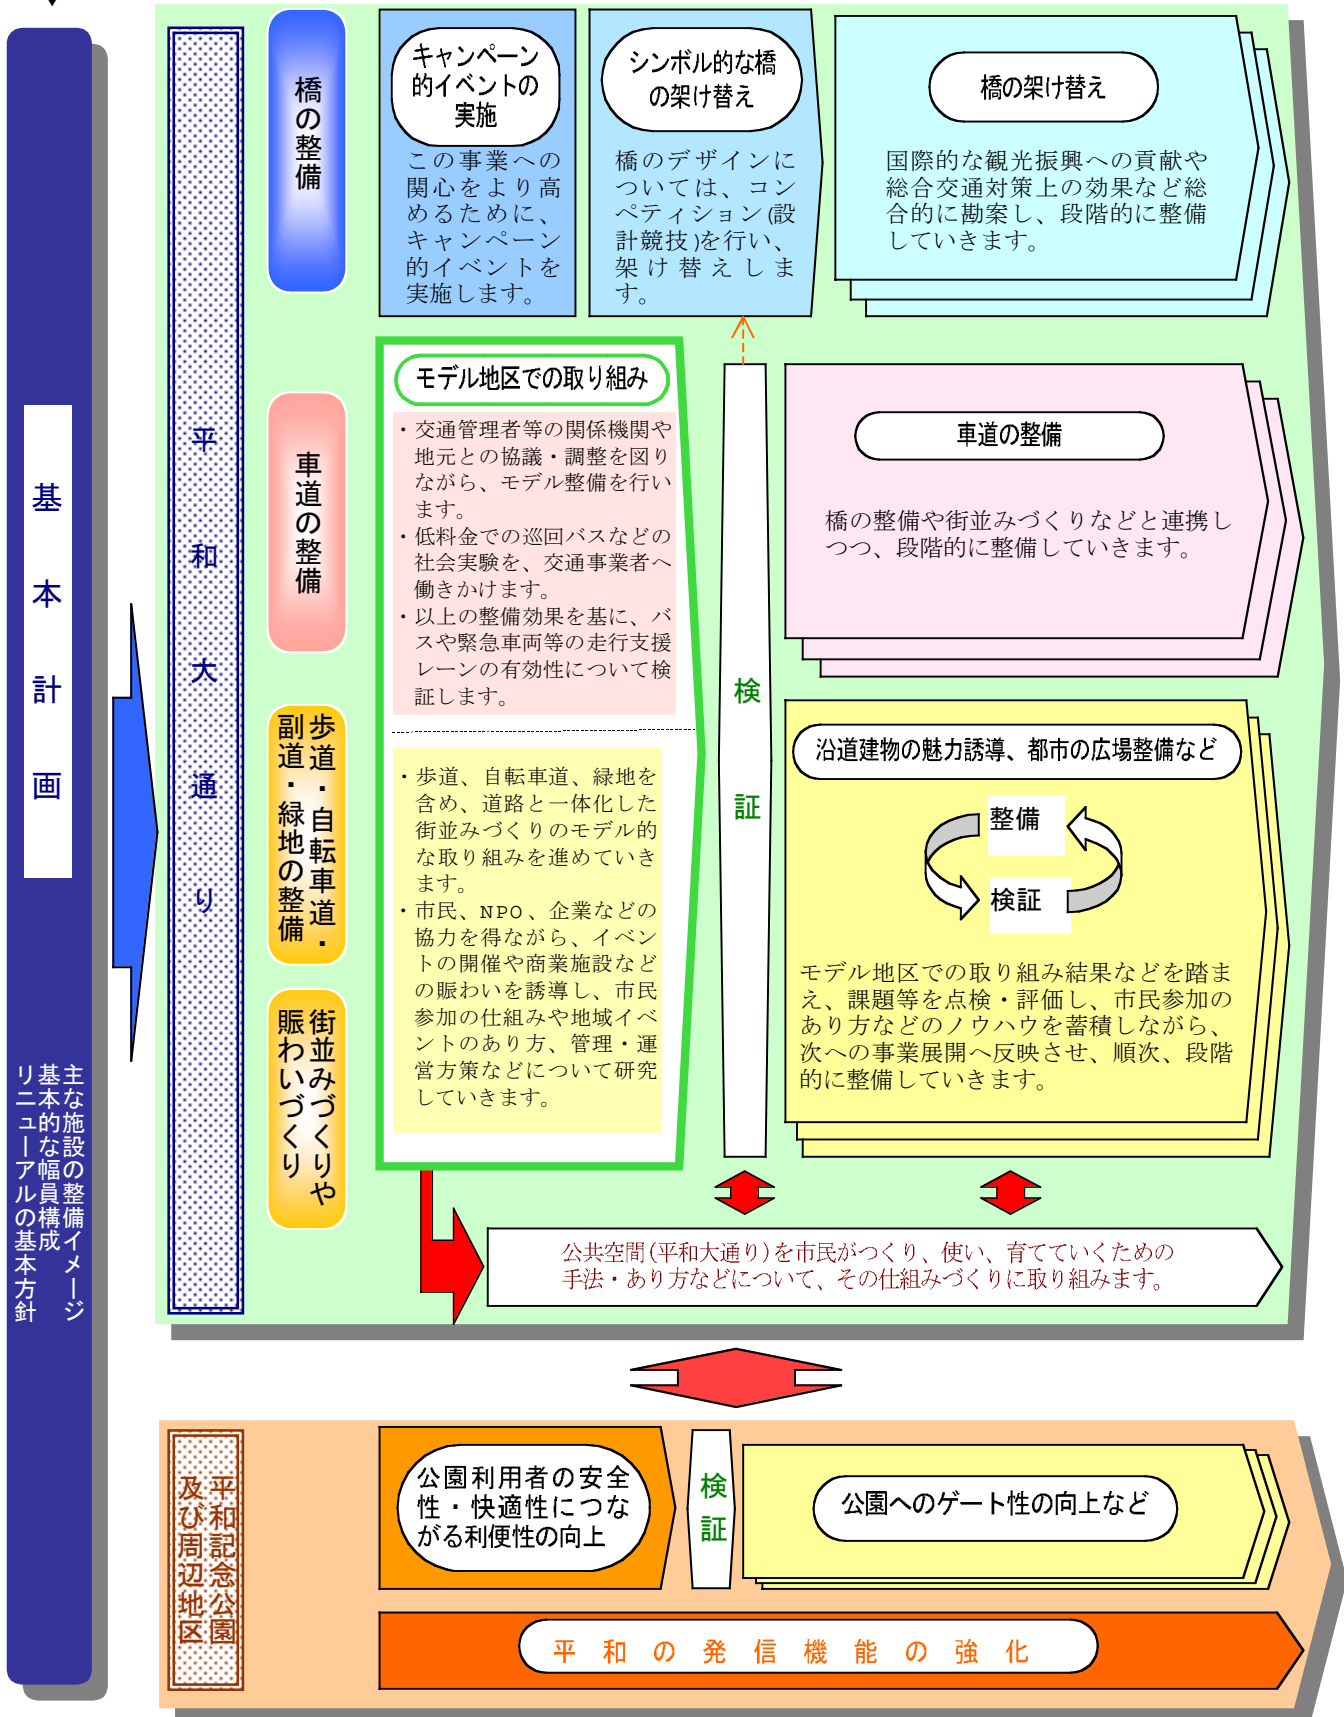 基本計画
主な施設の整備イメージ
基本的な幅員構成
リニューアルの基本方針
平和大通り
橋の整備
キャンペーン
的イベントの
実施
この事業への
関心をより高
めるために、
キャンペーン
的イベントを
実施します。
シンボル的な橋
の架け替え
橋のデザインに
ついては、コン
ペティション(設
計競技)を行い、
架け替えしま
す。
橋の架け替え
国際的な観光振興への貢献や
総合交通対策上の効果など総
合的に勘案し、段階的に整備
していきます。
車道の整備
歩道・自転車道・
副道・緑地の整備
街並みづくりや
賑わいづくり
モデル地区での取り組み
・交通管理者等の関係機関や
地元との協議・調整を図り
ながら、モデル整備を行い
ます。
・低料金での巡回バスなどの
社会実験を、交通事業者へ
働きかけます。
・以上の整備効果を基に、バ
スや緊急車両等の走行支援
レーンの有効性について検
証します。
・歩道、自転車道、緑地を
含め、道路と一体化した
街並みづくりのモデル的
な取り組みを進めていき
ます。
・市民、NPO、企業などの
協力を得ながら、イベン
トの開催や商業施設など
の賑わいを誘導し、市民
参加の仕組みや地域イベ
ントのあり方、管理・運
営方策などについて研究
していきます。
検証
車道の整備
橋の整備や街並みづくりなどと連携し
つつ、段階的に整備していきます。
沿道建物の魅力誘導、都市の広場整備など
整備
検証
モデル地区での取り組み結果などを踏ま
え、課題等を点検・評価し、市民参加の
あり方などのノウハウを蓄積しながら、
次への事業展開へ反映させ、順次、段階
的に整備していきます。
公共空間(平和大通り)を市民がつくり、使い、育てていくための
手法・あり方などについて、その仕組みづくりに取り組みます。
平和記念公園
及び周辺地区
公園利用者の安全
性・快適性につな
がる利便性の向上
検証
公園へのゲート性の向上など
平和の発信機能の強化